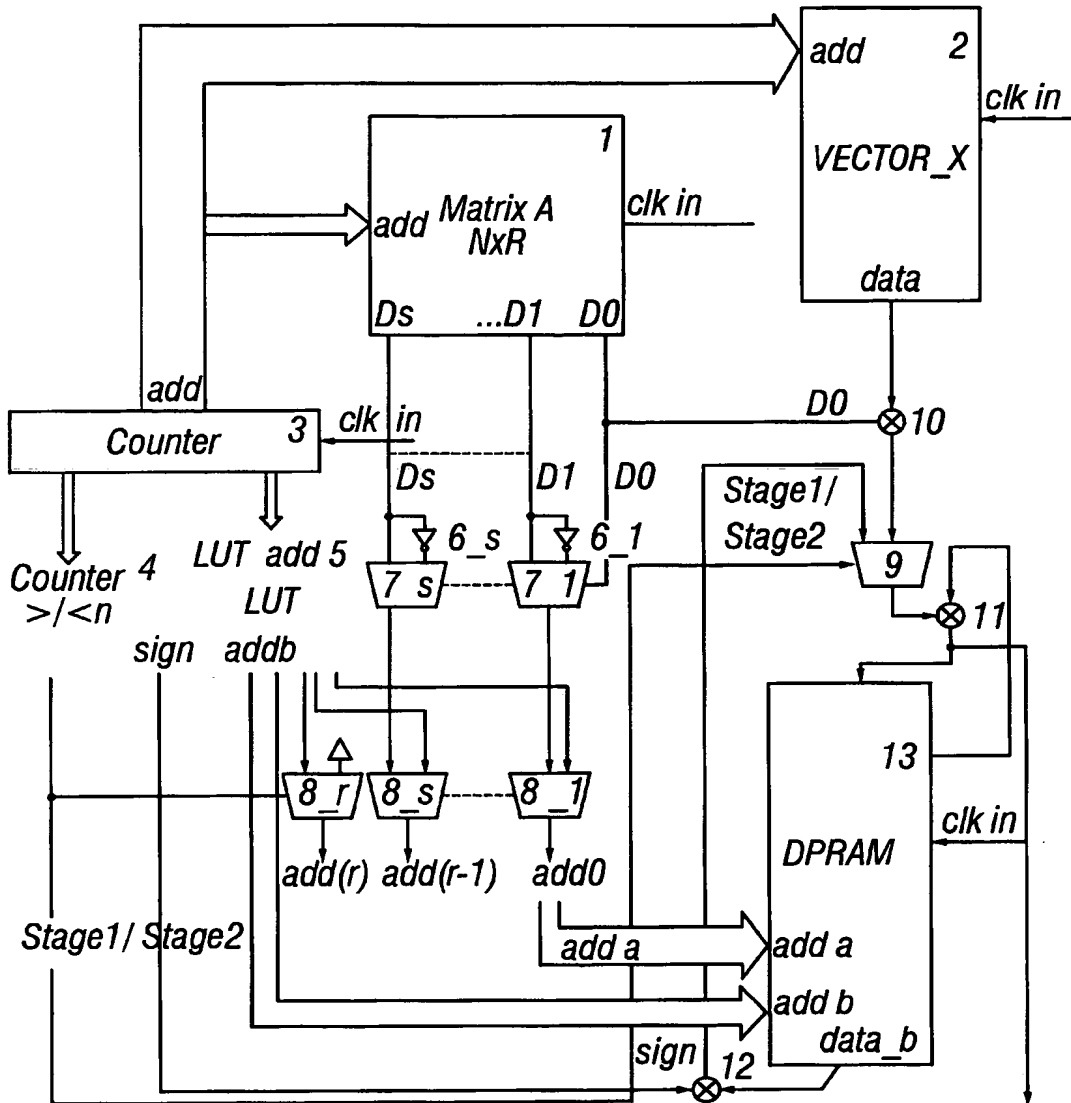 add 2
clk in
VECTOR_X
data
1
add Matrix A
NxR
clk in
Ds ...D1 D0
add
Counter 3
clk in
D0 10
Ds D1 D0
Stage1/
Stage2
6_s 6_1
7 s 7 1
9
11
Counter 4
>/<n
LUT add 5
LUT
sign addb
13
8_r 8_s 8_1
clk in
DPRAM
add(r) add(r-1) add0
Stage1/ Stage2
add a
add a
add b
data_b
sign 12